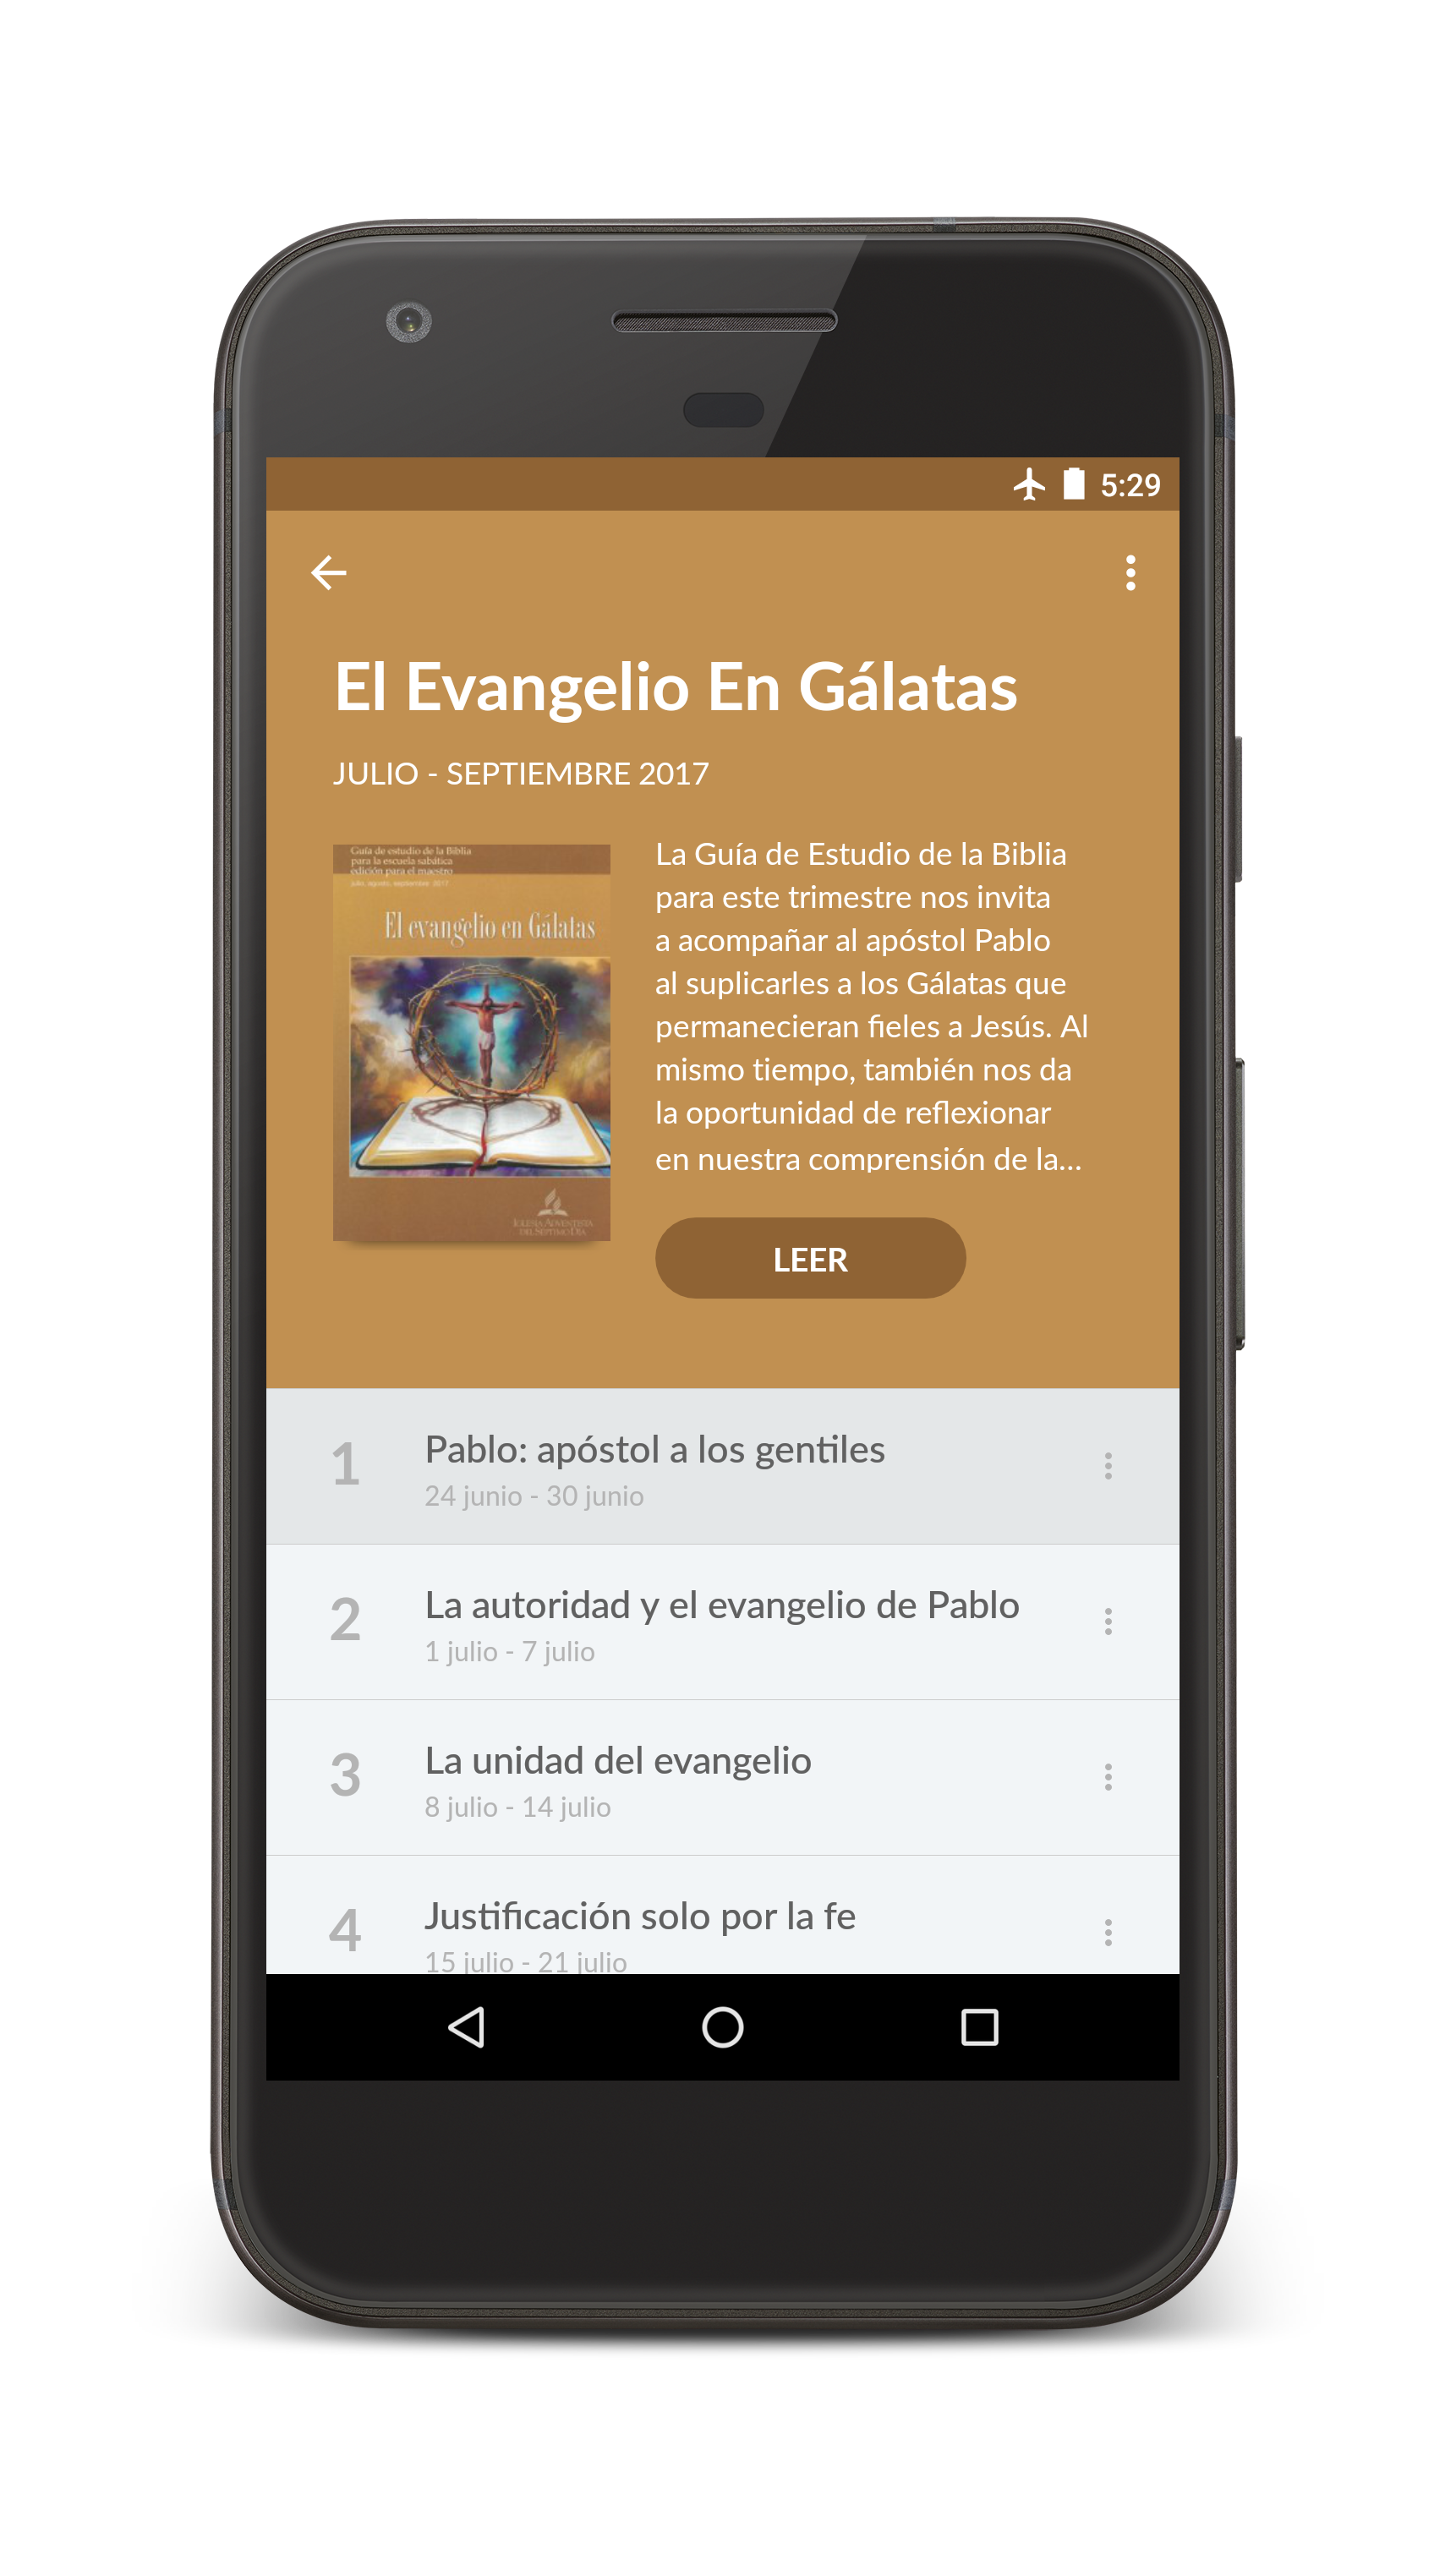 5:29
El Evangelio En Gálatas
JULIO - SEPTIEMBRE 2017
Guía de estudio de la Biblia
para la escuela sabática
edición para el maestro
julio, agosto, septiembre 2017
El evangelio en Gálatas
IGLESIA ADVENTISTA
DEL SÉPTIMO DÍA
La Guía de Estudio de la Biblia
para este trimestre nos invita
a acompañar al apóstol Pablo
al suplicarles a los Gálatas que
permanecieran fieles a Jesús. Al
mismo tiempo, también nos da
la oportunidad de reflexionar
en nuestra comprensión de la...
LEER
1 Pablo: apóstol a los gentiles
24 junio - 30 junio
2 La autoridad y el evangelio de Pablo
1 julio - 7 julio
3 La unidad del evangelio
8 julio - 14 julio
4 Justificación solo por la fe
15 julio - 21 julio